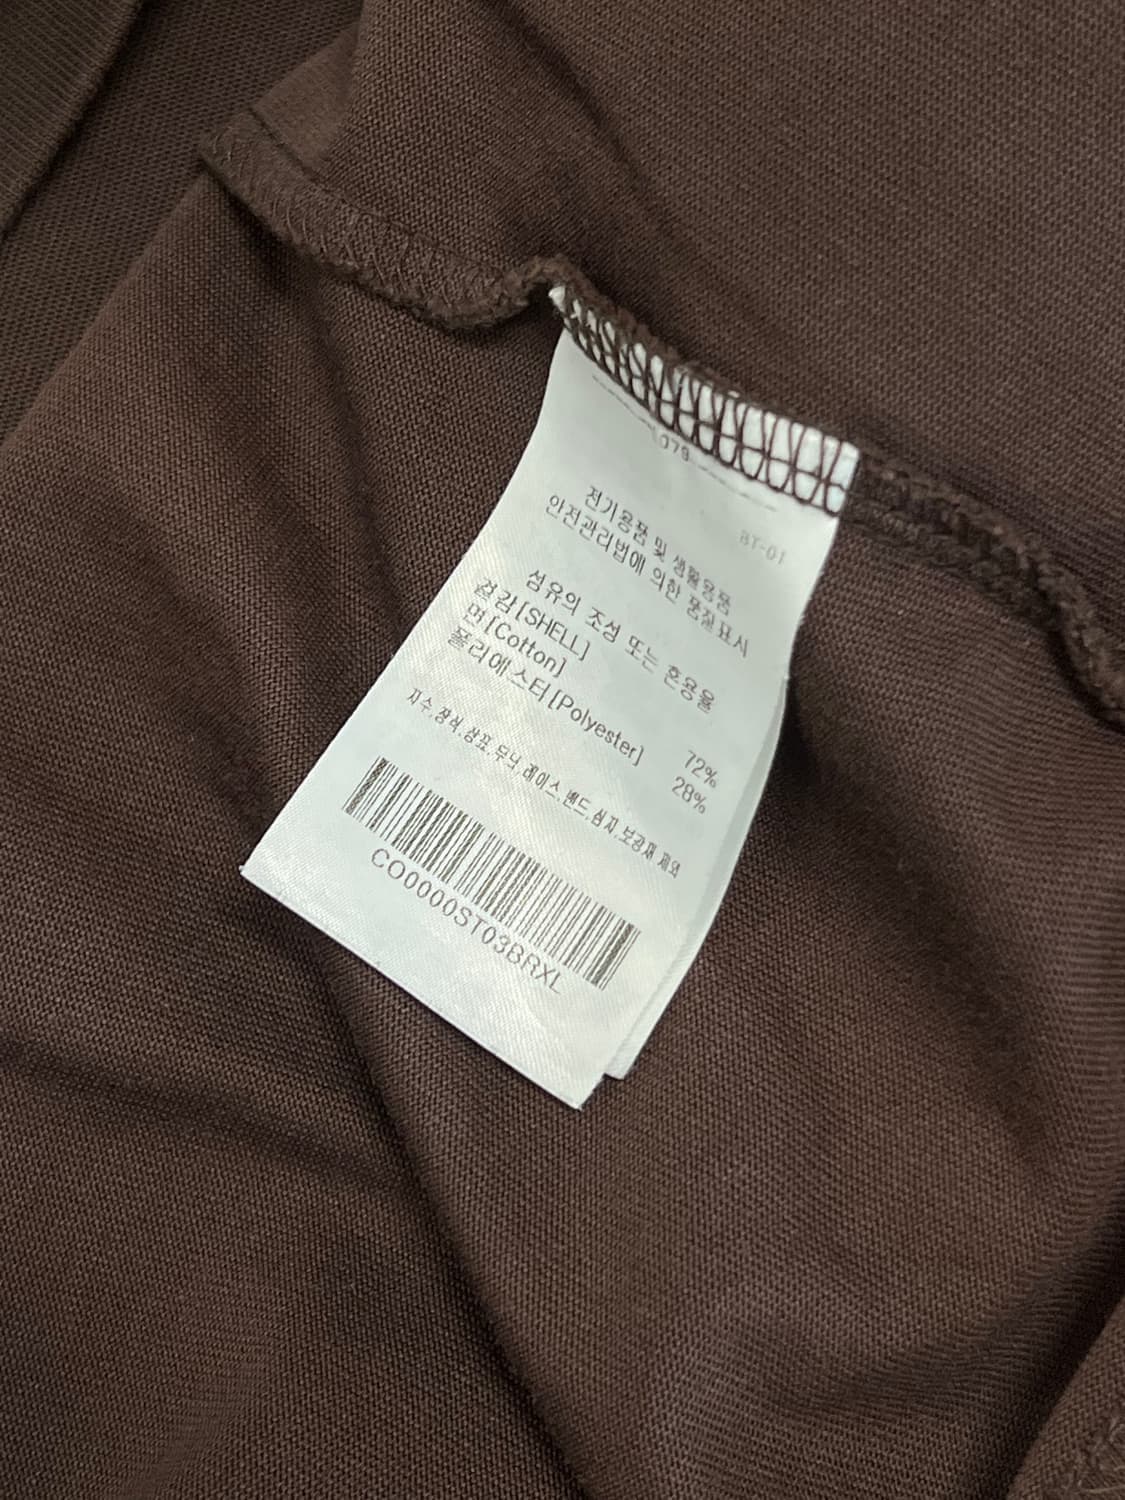 079
BT-01
전기용품 및 생활용품
안전관리법에 의한 품질표시
섬유의 조성 또는 혼용율
겉감[SHELL]
면[Cotton] 72%
폴리에스터[Polyester] 28%
자수,장식,상표,무늬,레이스,밴드,심지,보강재 제외
CO0000ST03BRXL